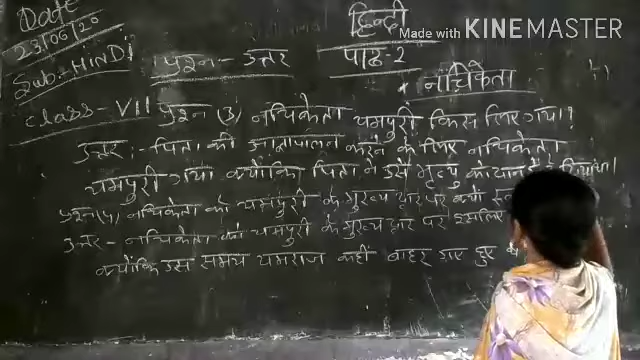 Date
23/06/20
Sub:- HINDI
Class - VII
हिन्दी
Made with KINEMASTER
प्रश्न - उत्तर
पाठ-2
नचिकेता
प्रश्न (3) नचिकेता यमपुरी किस लिए गया?
उत्तर :- पिता की आज्ञापालन करने के लिए नचिकेता
यमपुरी गया क्योंकि पिता ने उसे मृत्यु को दान दे दिया था।
प्रश्न (4) नचिकेता को यमपुरी के मुख्य द्वार पर क्यों
उत्तर - नचिकेता को यमपुरी के मुख्य द्वार पर इसलिए
क्योंकि उस समय यमराज कहीं बाहर गए हुए थे